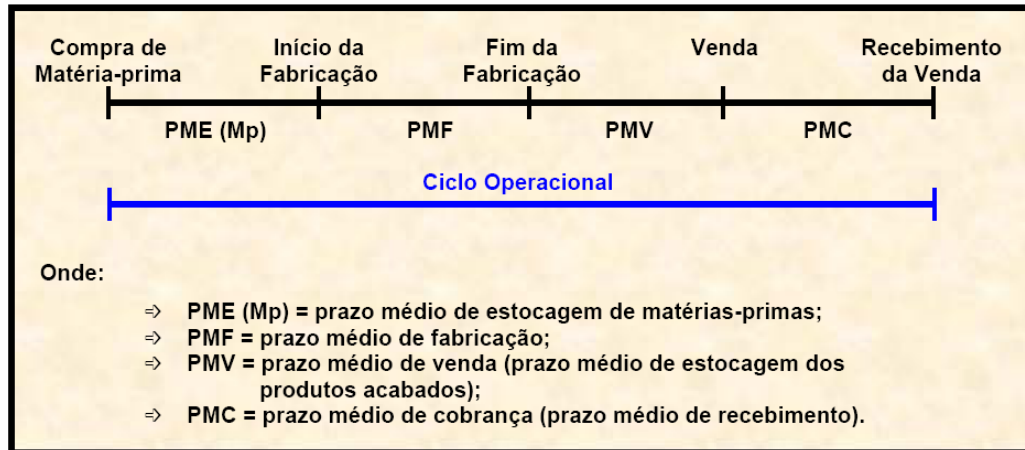 Compra de Matéria-prima
Início da Fabricação
Fim da Fabricação
Venda
Recebimento da Venda
PME (Mp) PMF PMV PMC
Ciclo Operacional
Onde:
⇨ PME (Mp) = prazo médio de estocagem de matérias-primas;
⇨ PMF = prazo médio de fabricação;
⇨ PMV = prazo médio de venda (prazo médio de estocagem dos
produtos acabados);
⇨ PMC = prazo médio de cobrança (prazo médio de recebimento).